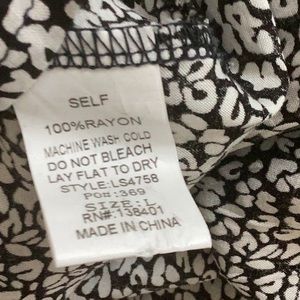 SELF
100%RAYON
MACHINE WASH COLD
DO NOT BLEACH
LAY FLAT TO DRY
STYLE:LS4758
PO#:369
SIZE: L
RN#:138401
MADE IN CHINA